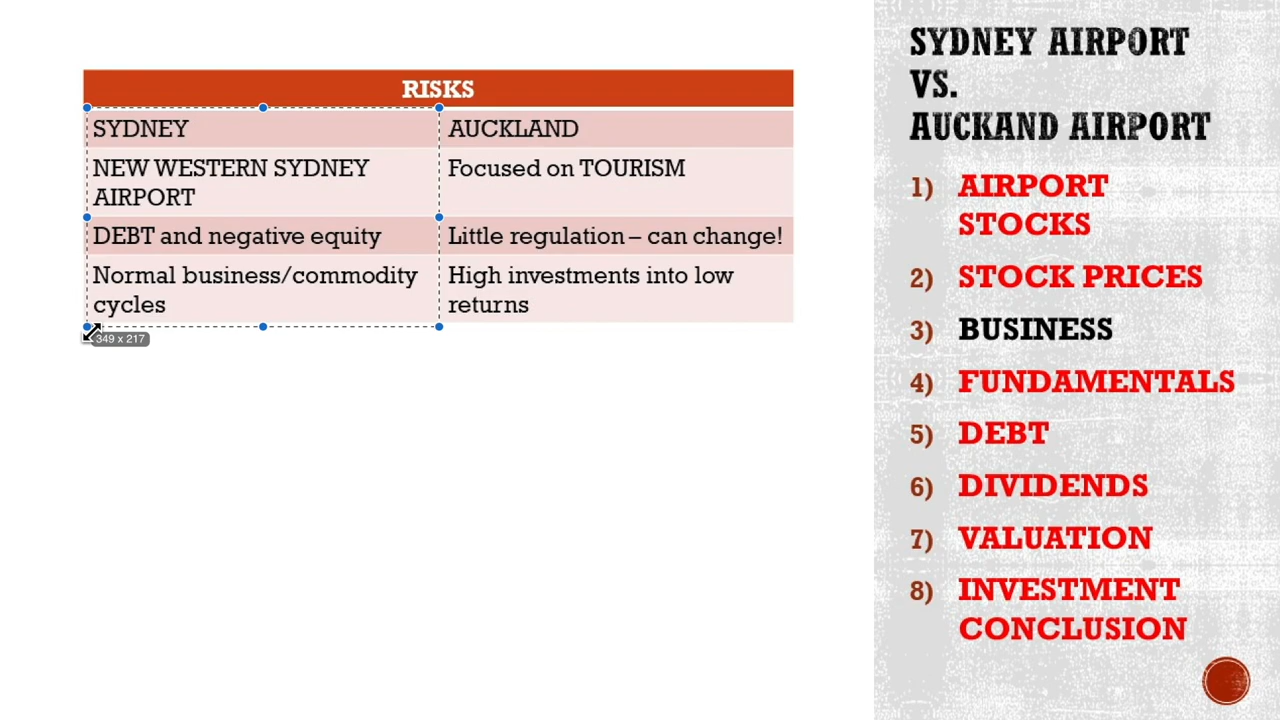 RISKS
SYDNEY
AUCKLAND
NEW WESTERN SYDNEY
AIRPORT
Focused on TOURISM
DEBT and negative equity
Little regulation – can change!
Normal business/commodity
cycles
High investments into low
returns
349 x 217
SYDNEY AIRPORT
VS.
AUCKAND AIRPORT
1) AIRPORT
STOCKS
2) STOCK PRICES
3) BUSINESS
4) FUNDAMENTALS
5) DEBT
6) DIVIDENDS
7) VALUATION
8) INVESTMENT
CONCLUSION